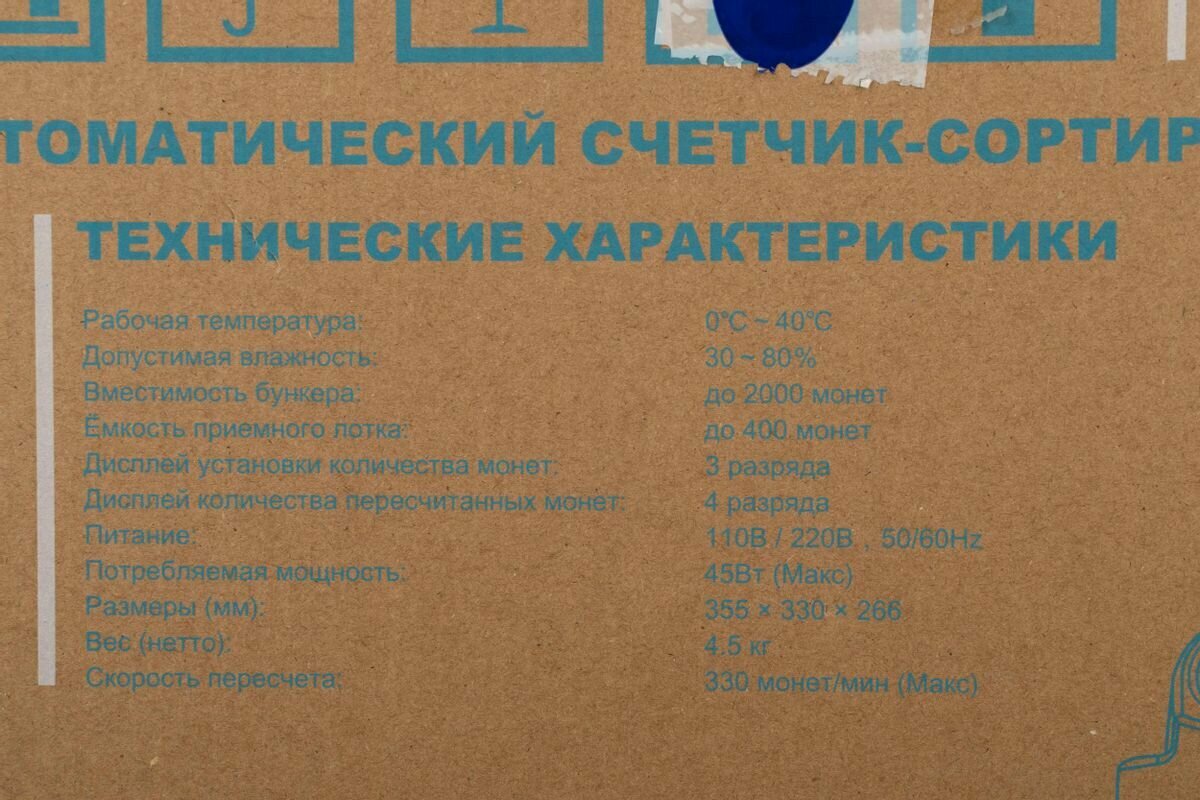 ТОМАТИЧЕСКИЙ СЧЕТЧИК-СОРТИР
ТЕХНИЧЕСКИЕ ХАРАКТЕРИСТИКИ
Рабочая температура: 0°C ~ 40°C
Допустимая влажность: 30 ~ 80%
Вместимость бункера: до 2000 монет
Ёмкость приемного лотка: до 400 монет
Дисплей установки количества монет: 3 разряда
Дисплей количества пересчитанных монет: 4 разряда
Питание: 110В / 220В , 50/60Hz
Потребляемая мощность: 45Вт (Макс)
Размеры (мм): 355 × 330 × 266
Вес (нетто): 4.5 кг
Скорость пересчета: 330 монет/мин (Макс)